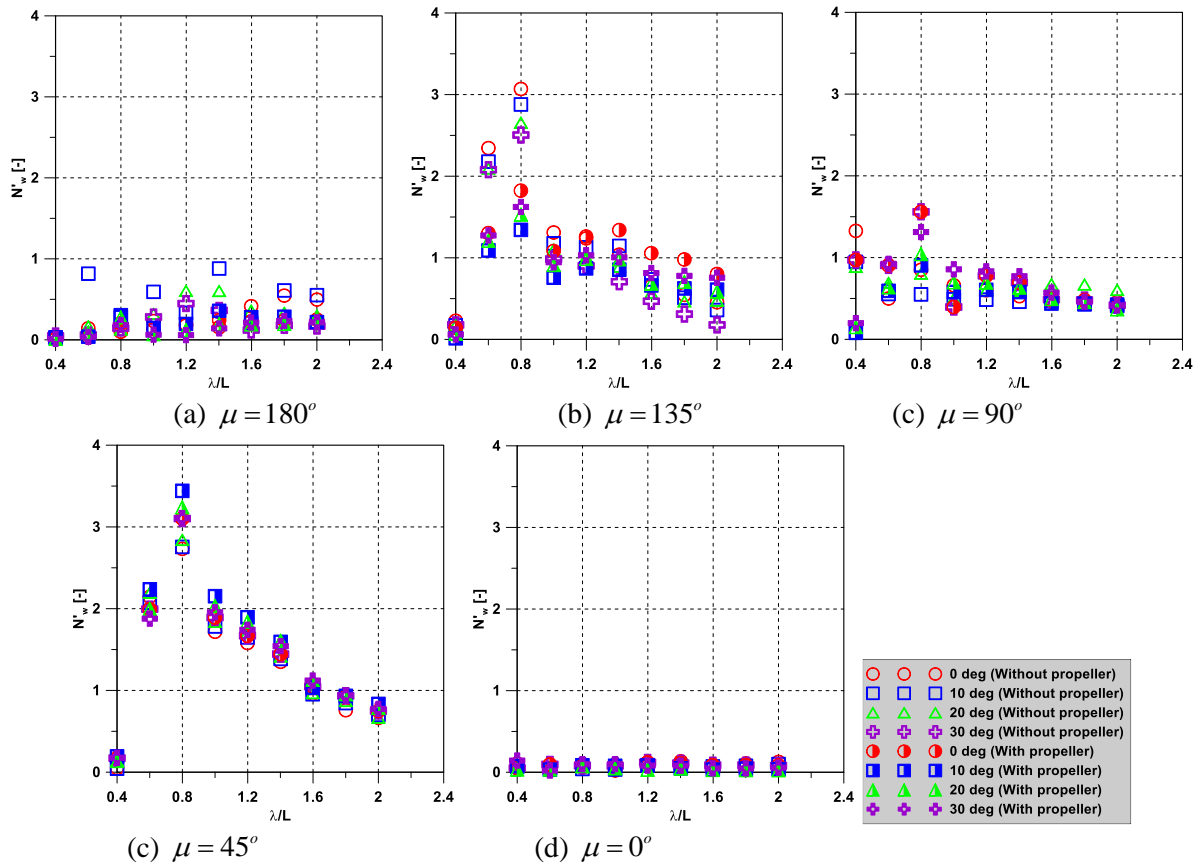 4
3
2
1
0
N'w [-]
0.4 0.8 1.2 1.6 2 2.4
λ/L
(a) μ = 180°
4
3
2
1
0
N'w [-]
0.4 0.8 1.2 1.6 2 2.4
λ/L
(b) μ = 135°
4
3
2
1
0
N'w [-]
0.4 0.8 1.2 1.6 2 2.4
λ/L
(c) μ = 90°
4
3
2
1
0
N'w [-]
0.4 0.8 1.2 1.6 2 2.4
λ/L
(c) μ = 45°
4
3
2
1
0
N'w [-]
0.4 0.8 1.2 1.6 2 2.4
λ/L
(d) μ = 0°
0 deg (Without propeller)
10 deg (Without propeller)
20 deg (Without propeller)
30 deg (Without propeller)
0 deg (With propeller)
10 deg (With propeller)
20 deg (With propeller)
30 deg (With propeller)